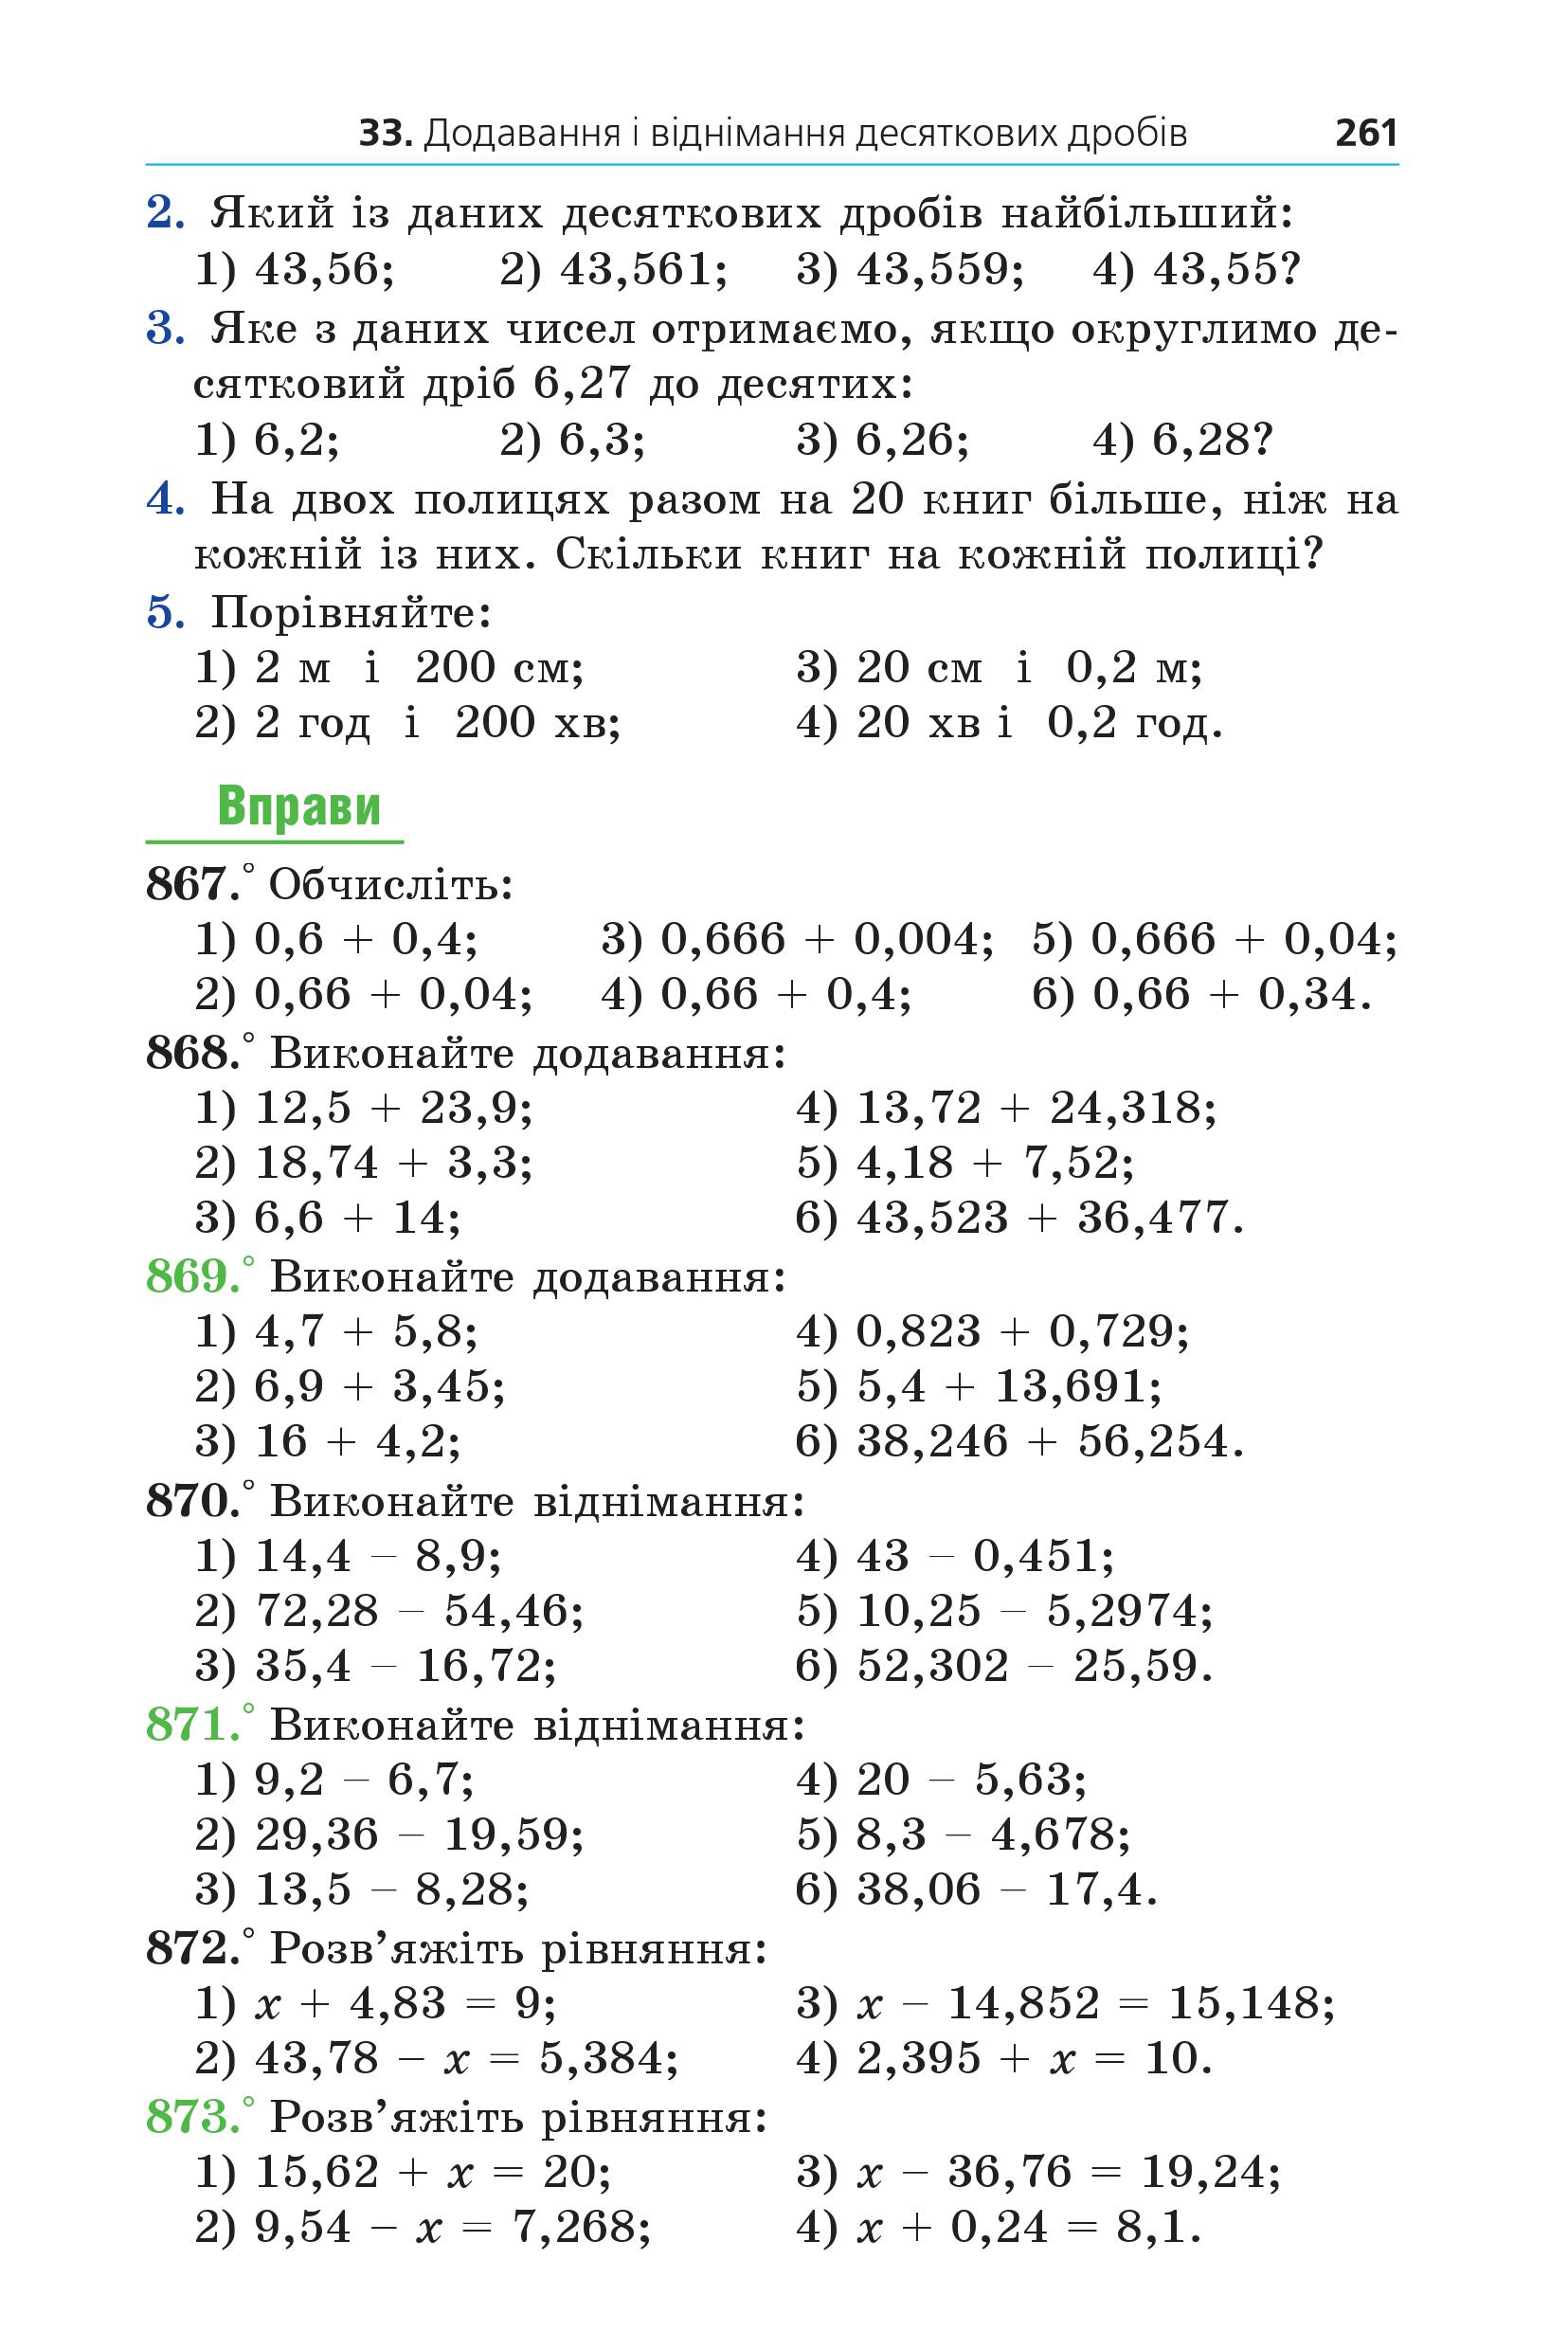 33. Додавання і віднімання десяткових дробів 261
2. Який із даних десяткових дробів найбільший:
1) 43,56; 2) 43,561; 3) 43,559; 4) 43,55?
3. Яке з даних чисел отримаємо, якщо округлимо де-
сятковий дріб 6,27 до десятих:
1) 6,2; 2) 6,3; 3) 6,26; 4) 6,28?
4. На двох полицях разом на 20 книг більше, ніж на
кожній із них. Скільки книг на кожній полиці?
5. Порівняйте:
1) 2 м і 200 см; 3) 20 см і 0,2 м;
2) 2 год і 200 хв; 4) 20 хв і 0,2 год.
Вправи
867.° Обчисліть:
1) 0,6 + 0,4; 3) 0,666 + 0,004; 5) 0,666 + 0,04;
2) 0,66 + 0,04; 4) 0,66 + 0,4; 6) 0,66 + 0,34.
868.° Виконайте додавання:
1) 12,5 + 23,9; 4) 13,72 + 24,318;
2) 18,74 + 3,3; 5) 4,18 + 7,52;
3) 6,6 + 14; 6) 43,523 + 36,477.
869.° Виконайте додавання:
1) 4,7 + 5,8; 4) 0,823 + 0,729;
2) 6,9 + 3,45; 5) 5,4 + 13,691;
3) 16 + 4,2; 6) 38,246 + 56,254.
870.° Виконайте віднімання:
1) 14,4 – 8,9; 4) 43 – 0,451;
2) 72,28 – 54,46; 5) 10,25 – 5,2974;
3) 35,4 – 16,72; 6) 52,302 – 25,59.
871.° Виконайте віднімання:
1) 9,2 – 6,7; 4) 20 – 5,63;
2) 29,36 – 19,59; 5) 8,3 – 4,678;
3) 13,5 – 8,28; 6) 38,06 – 17,4.
872.° Розв’яжіть рівняння:
1) x + 4,83 = 9; 3) x – 14,852 = 15,148;
2) 43,78 – x = 5,384; 4) 2,395 + x = 10.
873.° Розв’яжіть рівняння:
1) 15,62 + x = 20; 3) x – 36,76 = 19,24;
2) 9,54 – x = 7,268; 4) x + 0,24 = 8,1.